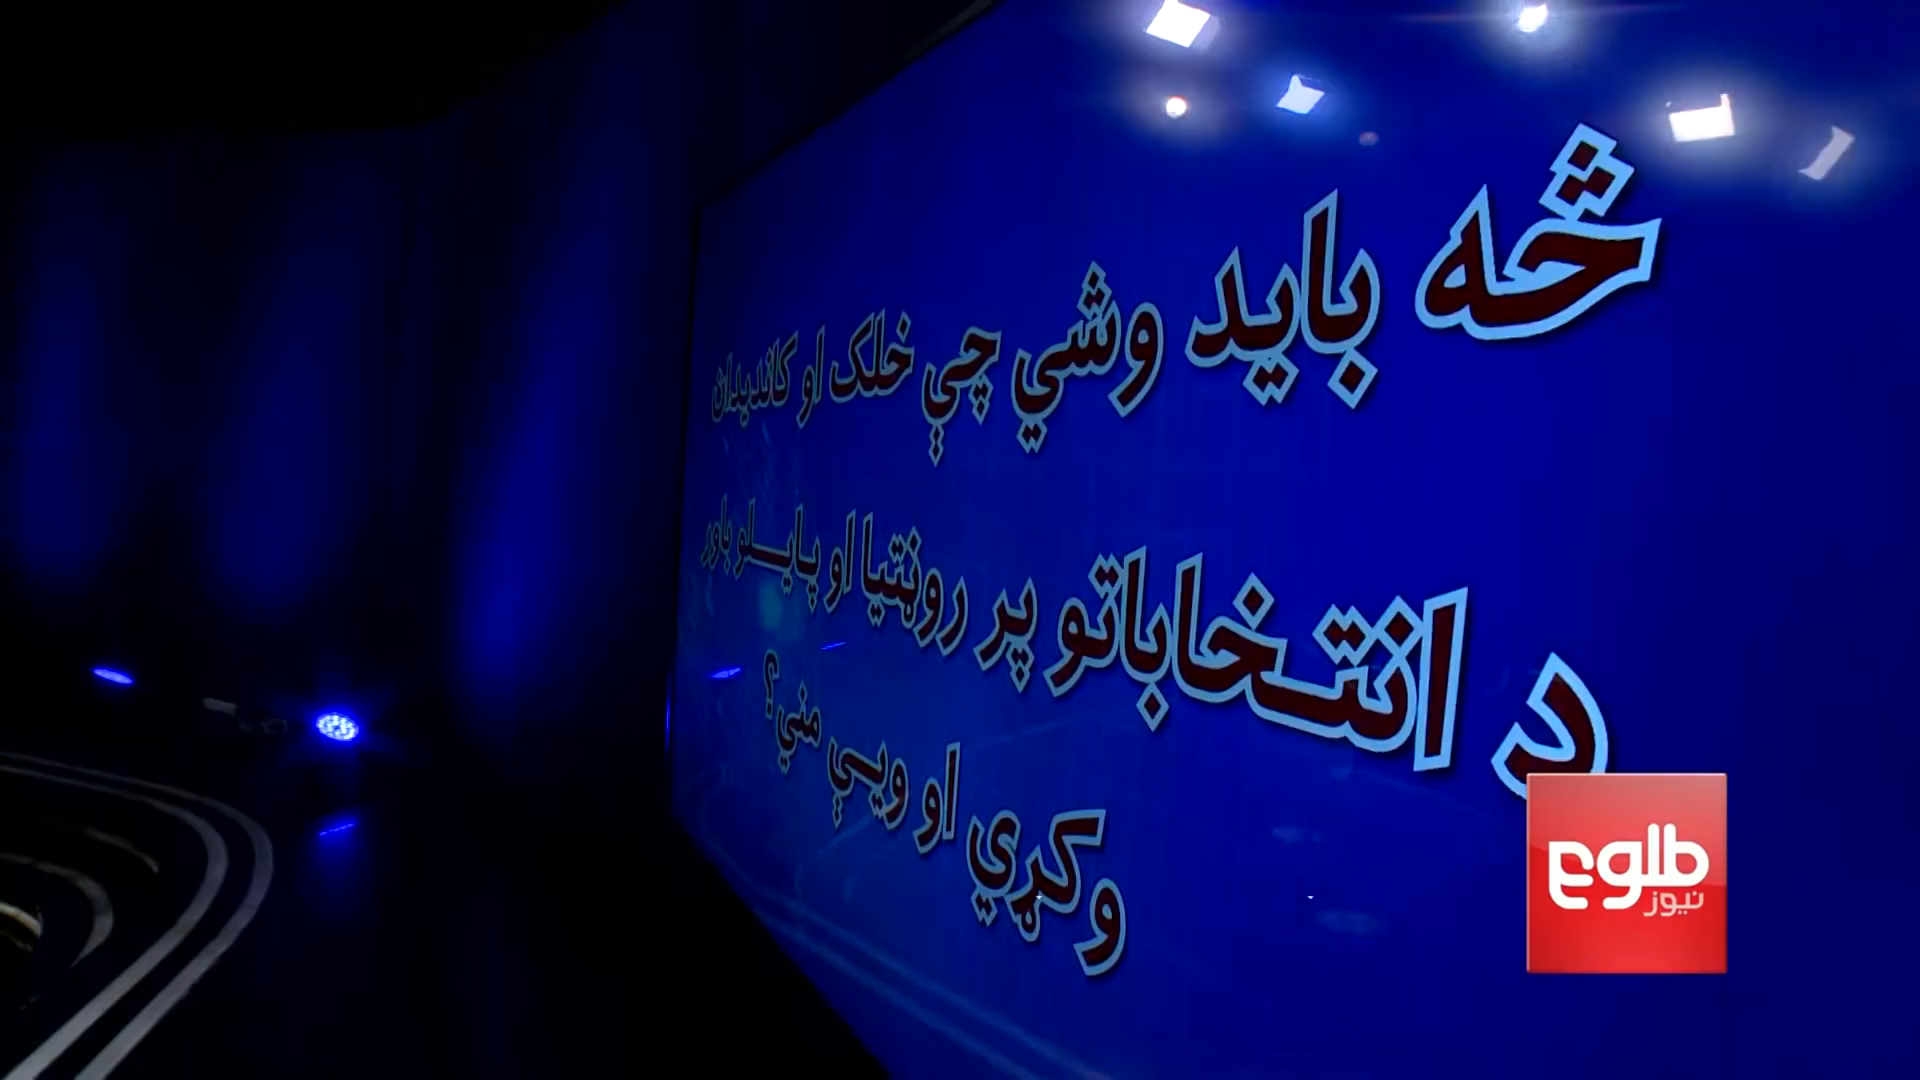 څه باید وشي چې خلک او کاندیدان
د انتخاباتو پر روڼتیا او پایلو باور
وکړي او ویې مني؟
طلوع
نیوز